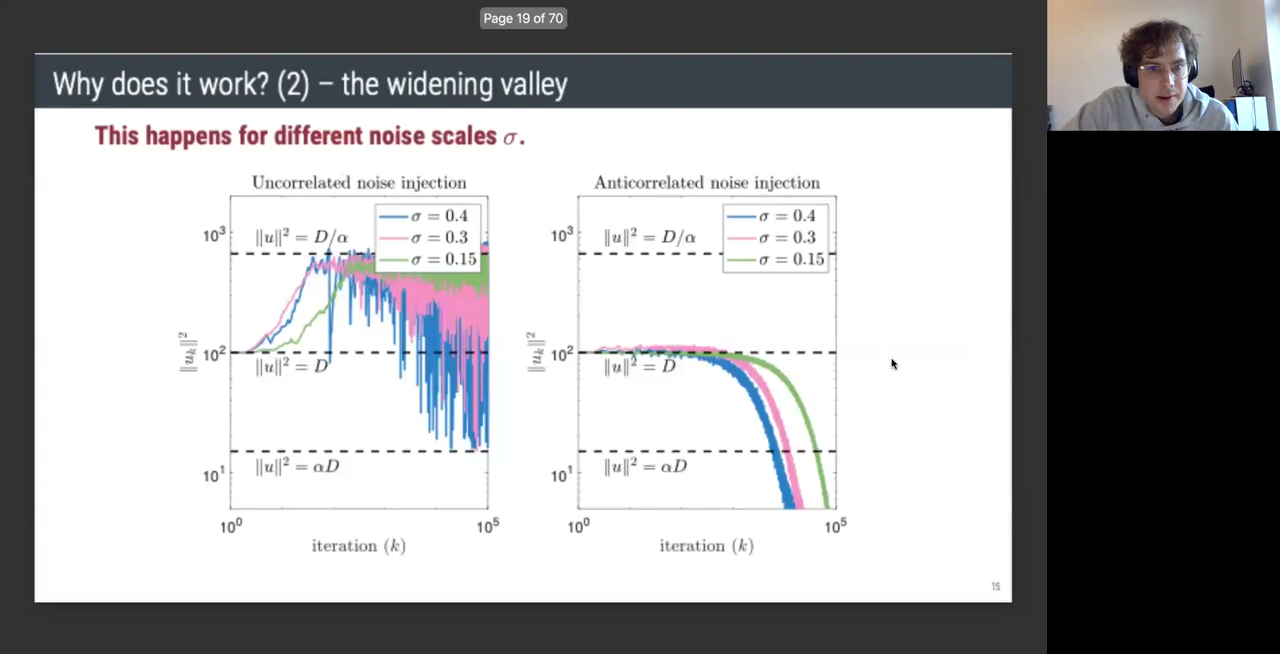 Page 19 of 70
Why does it work? (2) – the widening valley
This happens for different noise scales σ.
Uncorrelated noise injection
σ = 0.4
σ = 0.3
σ = 0.15
10³
‖u‖² = D/α
10²
‖u‖² = D
‖u‖² = αD
10¹
‖uₖ‖²
10⁰
10⁵
iteration (k)
Anticorrelated noise injection
σ = 0.4
σ = 0.3
σ = 0.15
10³
‖u‖² = D/α
10²
‖u‖² = D
‖u‖² = αD
10¹
‖uₖ‖²
10⁰
10⁵
iteration (k)
15